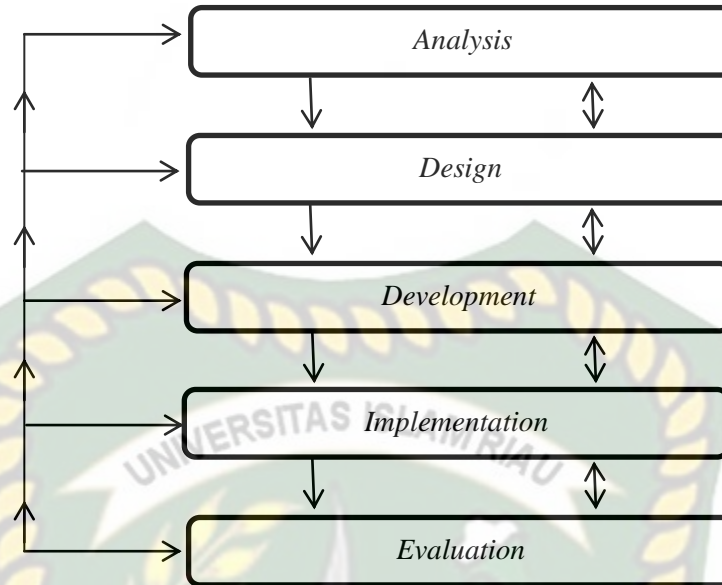 Analysis
Design
Development
Implementation
UNIVERSITAS ISLAM RIAU
Evaluation